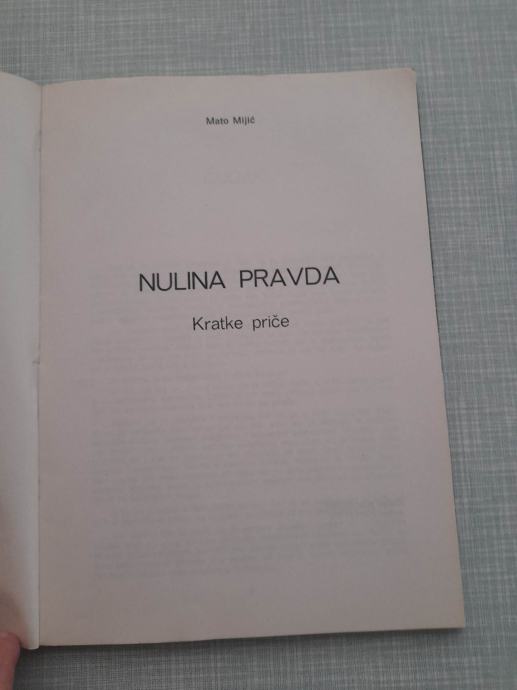 Mato Mijić
NULINA PRAVDA
Kratke priče